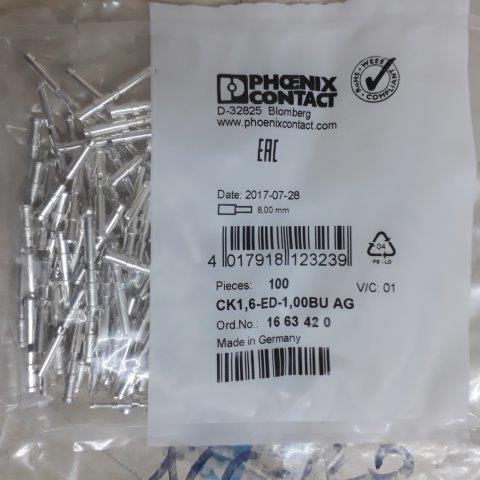 PHŒNIX
CONTACT
RoHS - WEEE
COMPLIANT
D-32825 Blomberg
www.phoenixcontact.com
EAC
Date: 2017-07-28
8,00 mm
4 017918 123239
04
PE-LD
Pieces: 100
V/C: 01
CK1,6-ED-1,00BU AG
Ord.No.: 16 63 42 0
Made in Germany